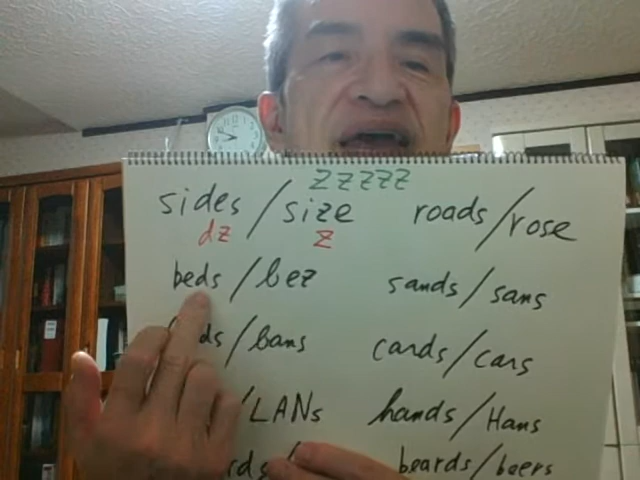 ZZZZZ
sides / size roads / rose
dz z
beds / bez sands / sans
ds / bans cards / cars
/ LANs hands / Hans
rds / beards / beers